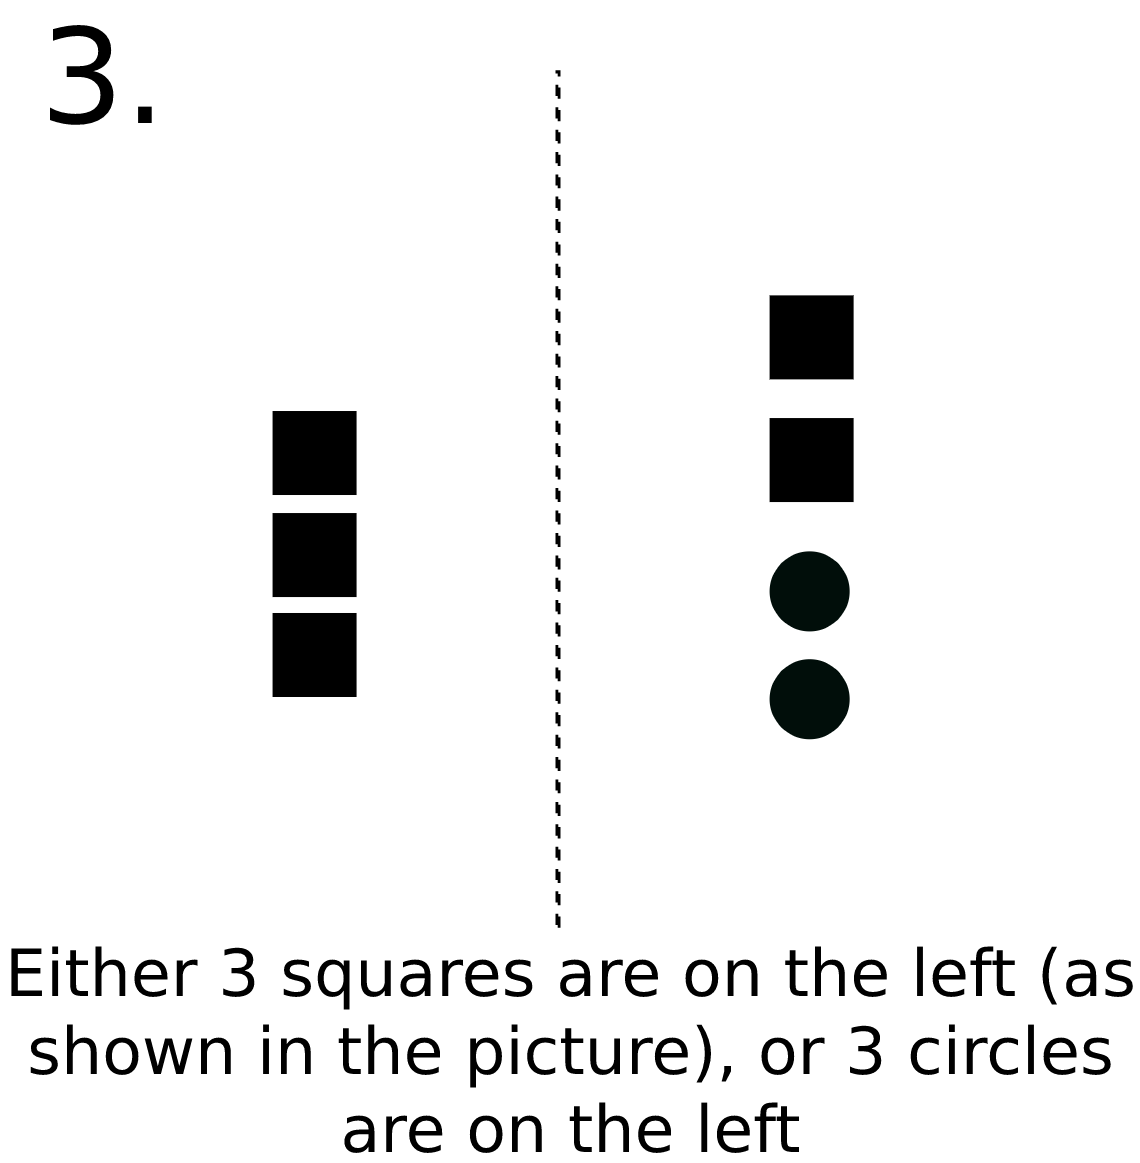 3.
Either 3 squares are on the left (as
shown in the picture), or 3 circles
are on the left